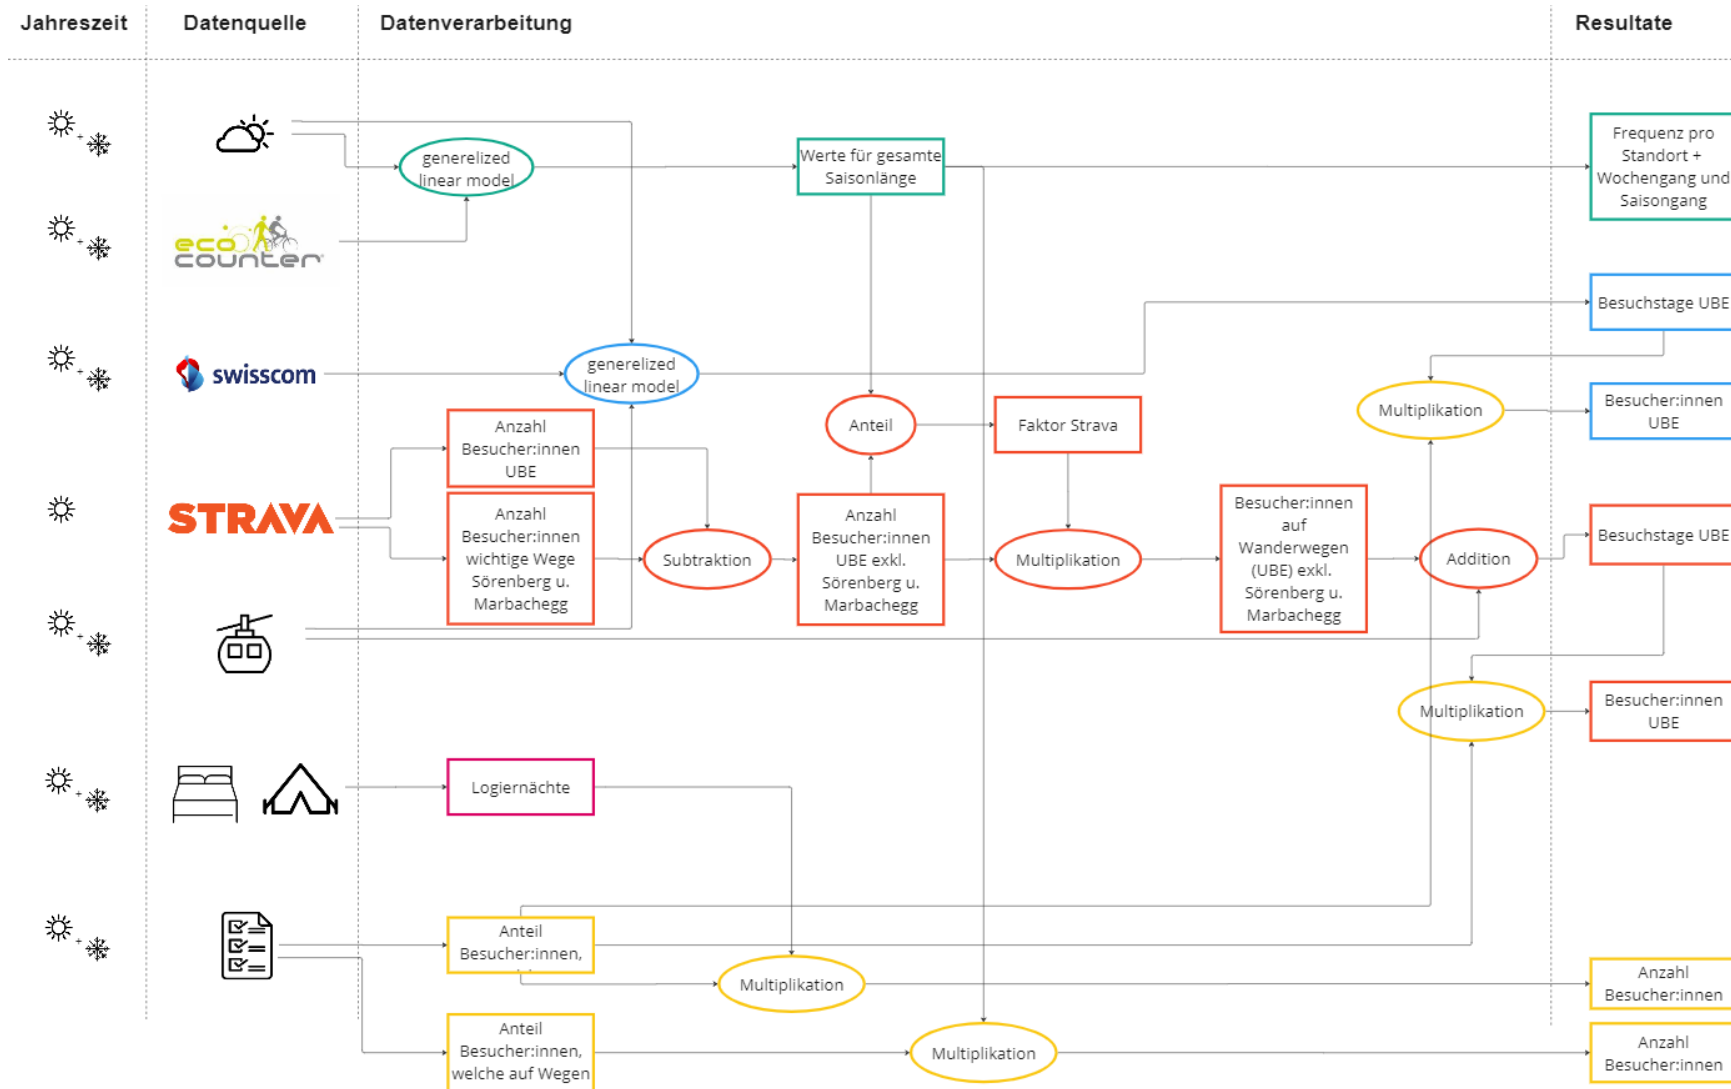 Jahreszeit
Datenquelle
Datenverarbeitung
Resultate
generelized
linear model
Werte für gesamte
Saisonlänge
Frequenz pro
Standort +
Wochengang und
Saisongang
eco
counter
Besuchstage UBE
swisscom
generelized
linear model
Multiplikation
Besucher:innen
UBE
Anzahl
Besucher:innen
UBE
Anteil
Faktor Strava
STRAVA
Anzahl
Besucher:innen
wichtige Wege
Sörenberg u.
Marbachegg
Subtraktion
Anzahl
Besucher:innen
UBE exkl.
Sörenberg u.
Marbachegg
Multiplikation
Besucher:innen
auf
Wanderwegen
(UBE) exkl.
Sörenberg u.
Marbachegg
Addition
Besuchstage UBE
Multiplikation
Besucher:innen
UBE
Logiernächte
Anteil
Besucher:innen,
Multiplikation
Anzahl
Besucher:innen
Anteil
Besucher:innen,
welche auf Wegen
Multiplikation
Anzahl
Besucher:innen